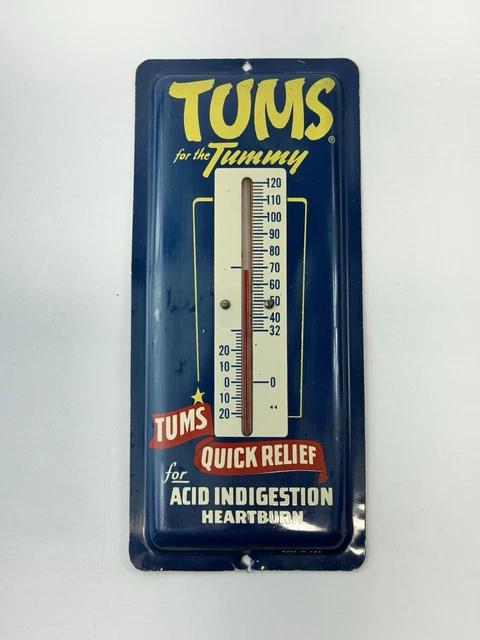 TUMS®
for the Tummy
120
110
100
90
80
70
60
50
40
32
20
10
0 0
10
20
TUMS
QUICK RELIEF
for
ACID INDIGESTION
HEARTBURN